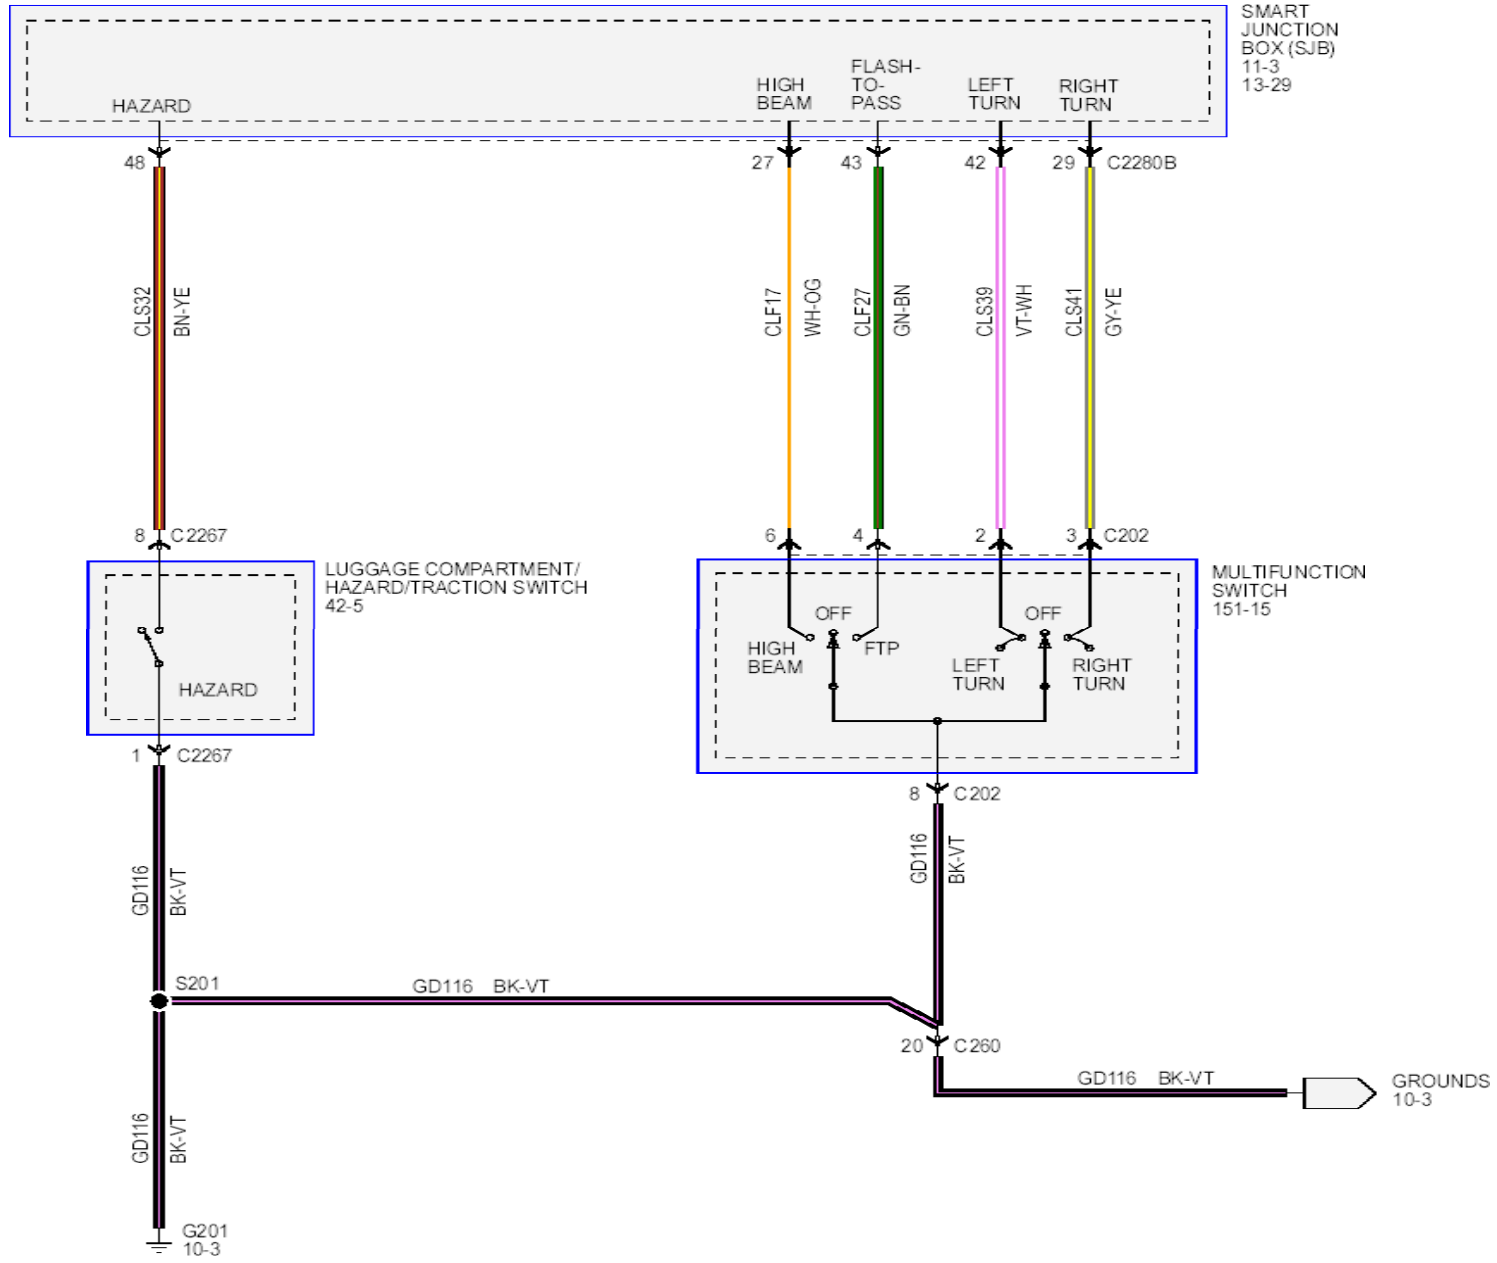 SMART
JUNCTION
BOX (SJB)
11-3
13-29
HAZARD
HIGH
BEAM
FLASH-
TO-
PASS
LEFT
TURN
RIGHT
TURN
48
27
43
42
29
C2280B
CLS32
BN-YE
CLF17
WH-OG
CLF27
GN-BN
CLS39
VT-WH
CLS41
GY-YE
8
C2267
6
4
2
3
C202
LUGGAGE COMPARTMENT/
HAZARD/TRACTION SWITCH
42-5
MULTIFUNCTION
SWITCH
151-15
OFF
OFF
HIGH
BEAM
FTP
LEFT
TURN
RIGHT
TURN
HAZARD
1
C2267
8
C202
GD116
BK-VT
GD116
BK-VT
S201
GD116 BK-VT
20
C260
GD116 BK-VT
GROUNDS
10-3
GD116
BK-VT
G201
10-3